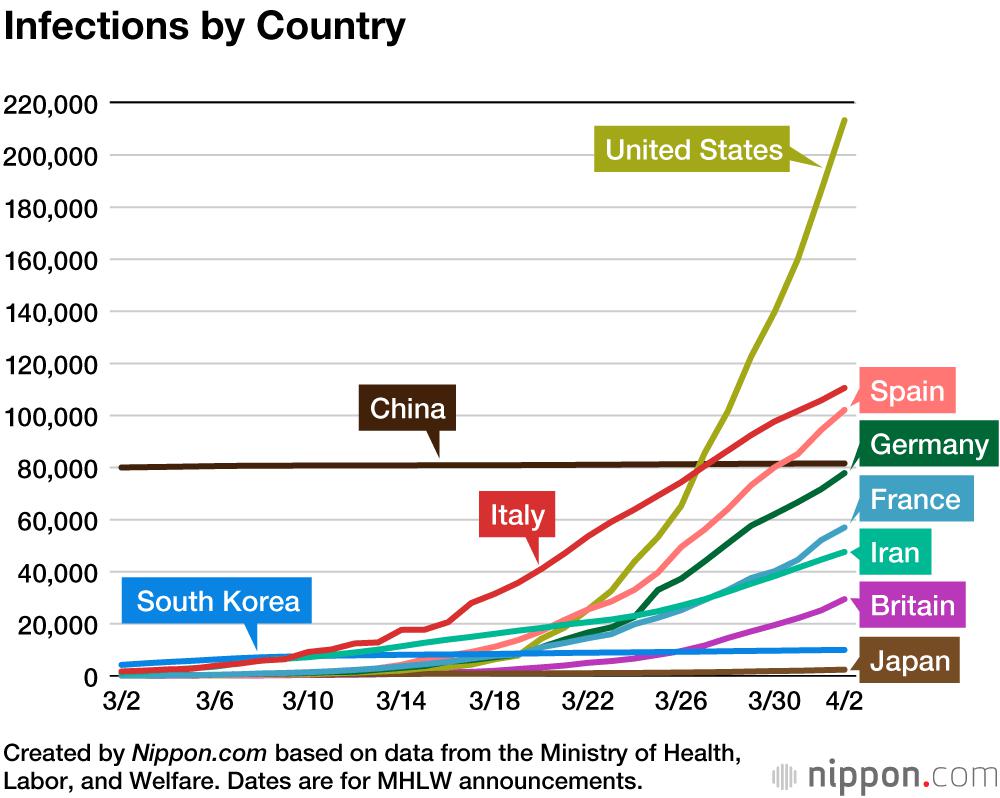 Infections by Country
220,000
200,000
180,000
160,000
140,000
120,000
100,000
80,000
60,000
40,000
20,000
0
United States
China
Italy
South Korea
Spain
Germany
France
Iran
Britain
Japan
3/2 3/6 3/10 3/14 3/18 3/22 3/26 3/30 4/2
Created by Nippon.com based on data from the Ministry of Health,
Labor, and Welfare. Dates are for MHLW announcements.
nippon.com